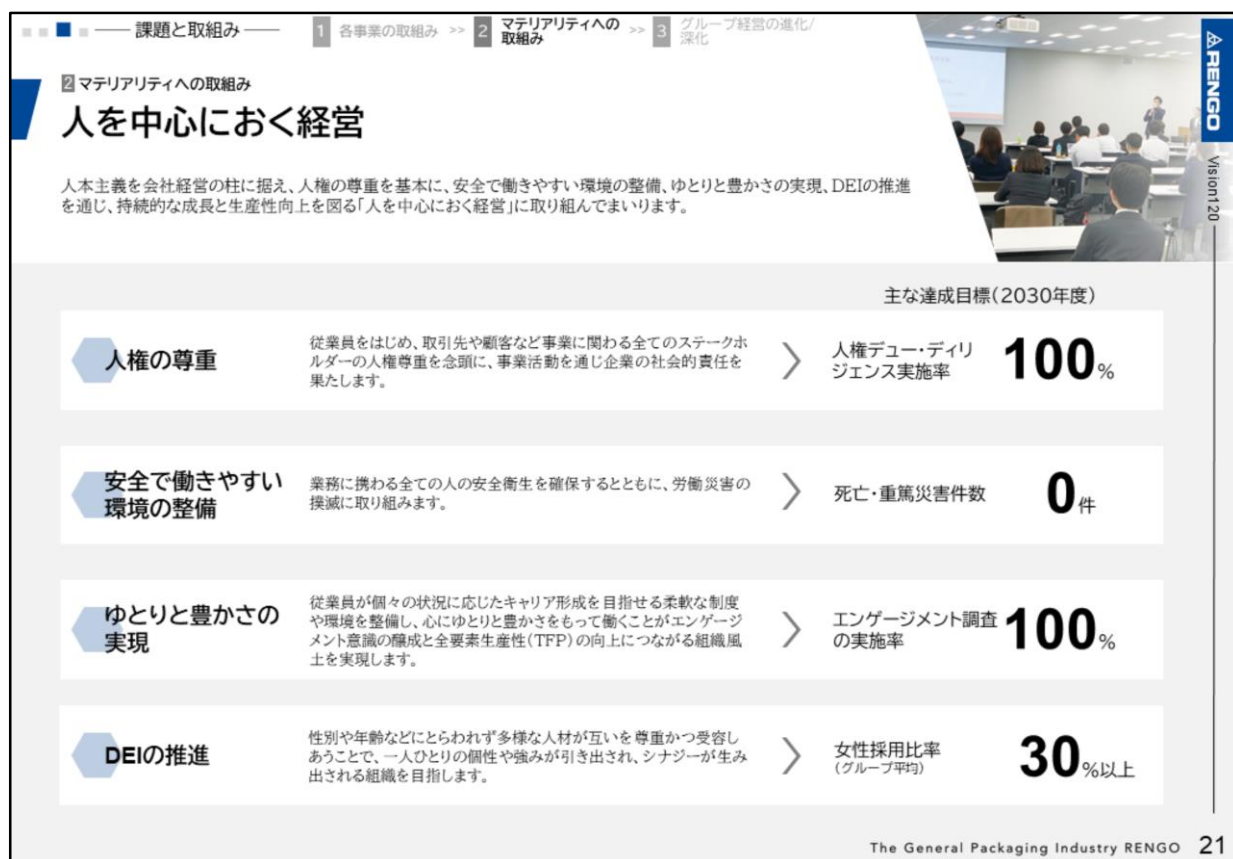 課題と取組み
1 各事業の取組み >> 2 マテリアリティへの取組み >> 3 グループ経営の進化/深化
RENGO
Vision120
2 マテリアリティへの取組み
人を中心におく経営
人本主義を会社経営の柱に据え、人権の尊重を基本に、安全で働きやすい環境の整備、ゆとりと豊かさの実現、DEIの推進
を通じ、持続的な成長と生産性向上を図る「人を中心におく経営」に取り組んでまいります。
主な達成目標(2030年度)
人権の尊重
従業員をはじめ、取引先や顧客など事業に関わる全てのステークホ
ルダーの人権尊重を念頭に、事業活動を通じ企業の社会的責任を
果たします。
人権デュー・ディリ
ジェンス実施率
100%
安全で働きやすい
環境の整備
業務に携わる全ての人の安全衛生を確保するとともに、労働災害の
撲滅に取り組みます。
死亡・重篤災害件数
0件
ゆとりと豊かさの
実現
従業員が個々の状況に応じたキャリア形成を目指せる柔軟な制度
や環境を整備し、心にゆとりと豊かさをもって働くことがエンゲージ
メント意識の醸成と全要素生産性(TFP)の向上につながる組織風
土を実現します。
エンゲージメント調査
の実施率
100%
DEIの推進
性別や年齢などにとらわれず多様な人材が互いを尊重かつ受容し
あうことで、一人ひとりの個性や強みが引き出され、シナジーが生み
出される組織を目指します。
女性採用比率
(グループ平均)
30%以上
The General Packaging Industry RENGO 21